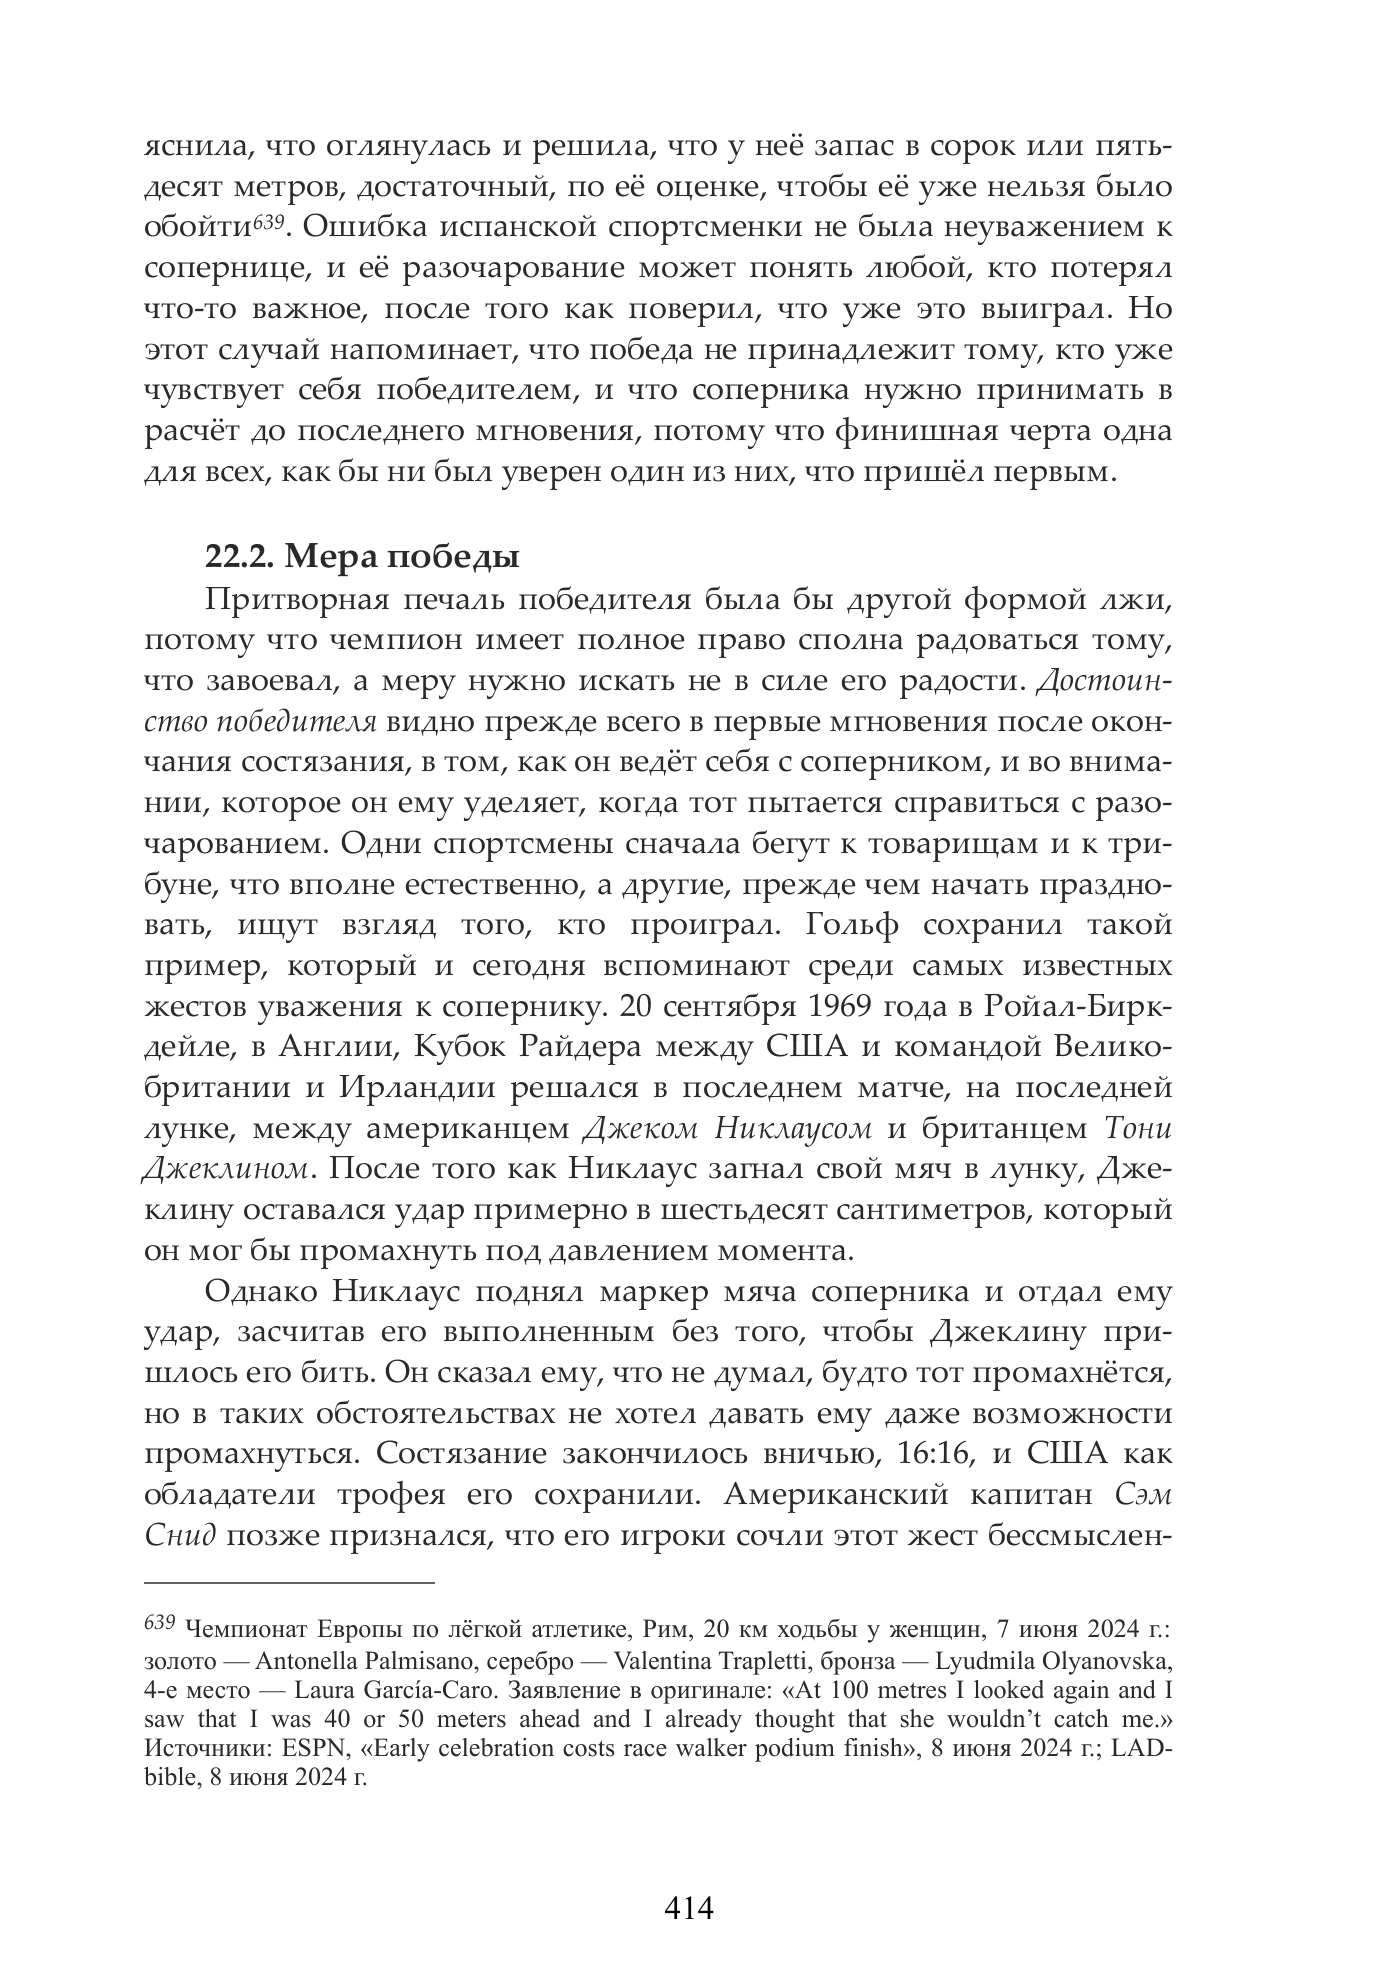 яснила, что оглянулась и решила, что у неё запас в сорок или пять-
десят метров, достаточный, по её оценке, чтобы её уже нельзя было
обойти639. Ошибка испанской спортсменки не была неуважением к
сопернице, и её разочарование может понять любой, кто потерял
что-то важное, после того как поверил, что уже это выиграл. Но
этот случай напоминает, что победа не принадлежит тому, кто уже
чувствует себя победителем, и что соперника нужно принимать в
расчёт до последнего мгновения, потому что финишная черта одна
для всех, как бы ни был уверен один из них, что пришёл первым.
22.2. Мера победы
Притворная печаль победителя была бы другой формой лжи,
потому что чемпион имеет полное право сполна радоваться тому,
что завоевал, а меру нужно искать не в силе его радости. Достоин-
ство победителя видно прежде всего в первые мгновения после окон-
чания состязания, в том, как он ведёт себя с соперником, и во внима-
нии, которое он ему уделяет, когда тот пытается справиться с разо-
чарованием. Одни спортсмены сначала бегут к товарищам и к три-
буне, что вполне естественно, а другие, прежде чем начать праздно-
вать, ищут взгляд того, кто проиграл. Гольф сохранил такой
пример, который и сегодня вспоминают среди самых известных
жестов уважения к сопернику. 20 сентября 1969 года в Ройал-Бирк-
дейле, в Англии, Кубок Райдера между США и командой Велико-
британии и Ирландии решался в последнем матче, на последней
лунке, между американцем Джеком Никлаусом и британцем Тони
Джеклином. После того как Никлаус загнал свой мяч в лунку, Дже-
клину оставался удар примерно в шестьдесят сантиметров, который
он мог бы промахнуть под давлением момента.
Однако Никлаус поднял маркер мяча соперника и отдал ему
удар, засчитав его выполненным без того, чтобы Джеклину при-
шлось его бить. Он сказал ему, что не думал, будто тот промахнётся,
но в таких обстоятельствах не хотел давать ему даже возможности
промахнуться. Состязание закончилось вничью, 16:16, и США как
обладатели трофея его сохранили. Американский капитан Сэм
Снид позже признался, что его игроки сочли этот жест бессмыслен-
639 Чемпионат Европы по лёгкой атлетике, Рим, 20 км ходьбы у женщин, 7 июня 2024 г.:
золото — Antonella Palmisano, серебро — Valentina Trapletti, бронза — Lyudmila Olyanovska,
4-е место — Laura García-Caro. Заявление в оригинале: «At 100 metres I looked again and I
saw that I was 40 or 50 meters ahead and I already thought that she wouldn’t catch me.»
Источники: ESPN, «Early celebration costs race walker podium finish», 8 июня 2024 г.; LAD-
bible, 8 июня 2024 г.
414